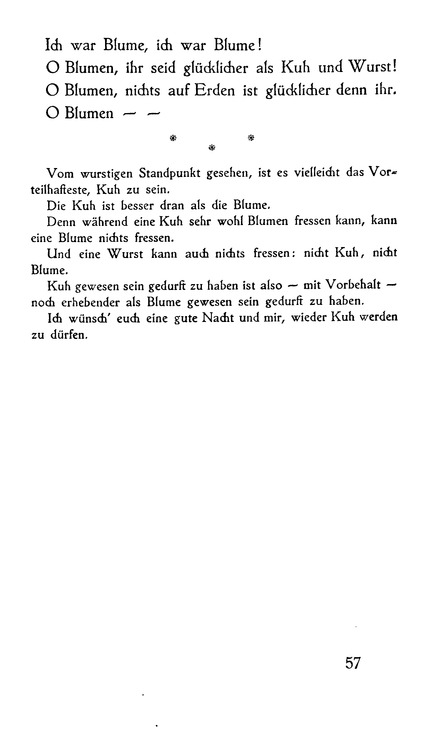 Ich war Blume, ich war Blume!
O Blumen, ihr seid glücklicher als Kuh und Wurst!
O Blumen, nichts auf Erden ist glücklicher denn ihr.
O Blumen — —
* *
*
Vom wurstigen Standpunkt gesehen, ist es vielleicht das Vor-
teilhafteste, Kuh zu sein.
Die Kuh ist besser dran als die Blume.
Denn während eine Kuh sehr wohl Blumen fressen kann, kann
eine Blume nichts fressen.
Und eine Wurst kann auch nichts fressen: nicht Kuh, nicht
Blume.
Kuh gewesen sein gedurft zu haben ist also — mit Vorbehalt —
noch erhebender als Blume gewesen sein gedurft zu haben.
Ich wünsch' euch eine gute Nacht und mir, wieder Kuh werden
zu dürfen.
57